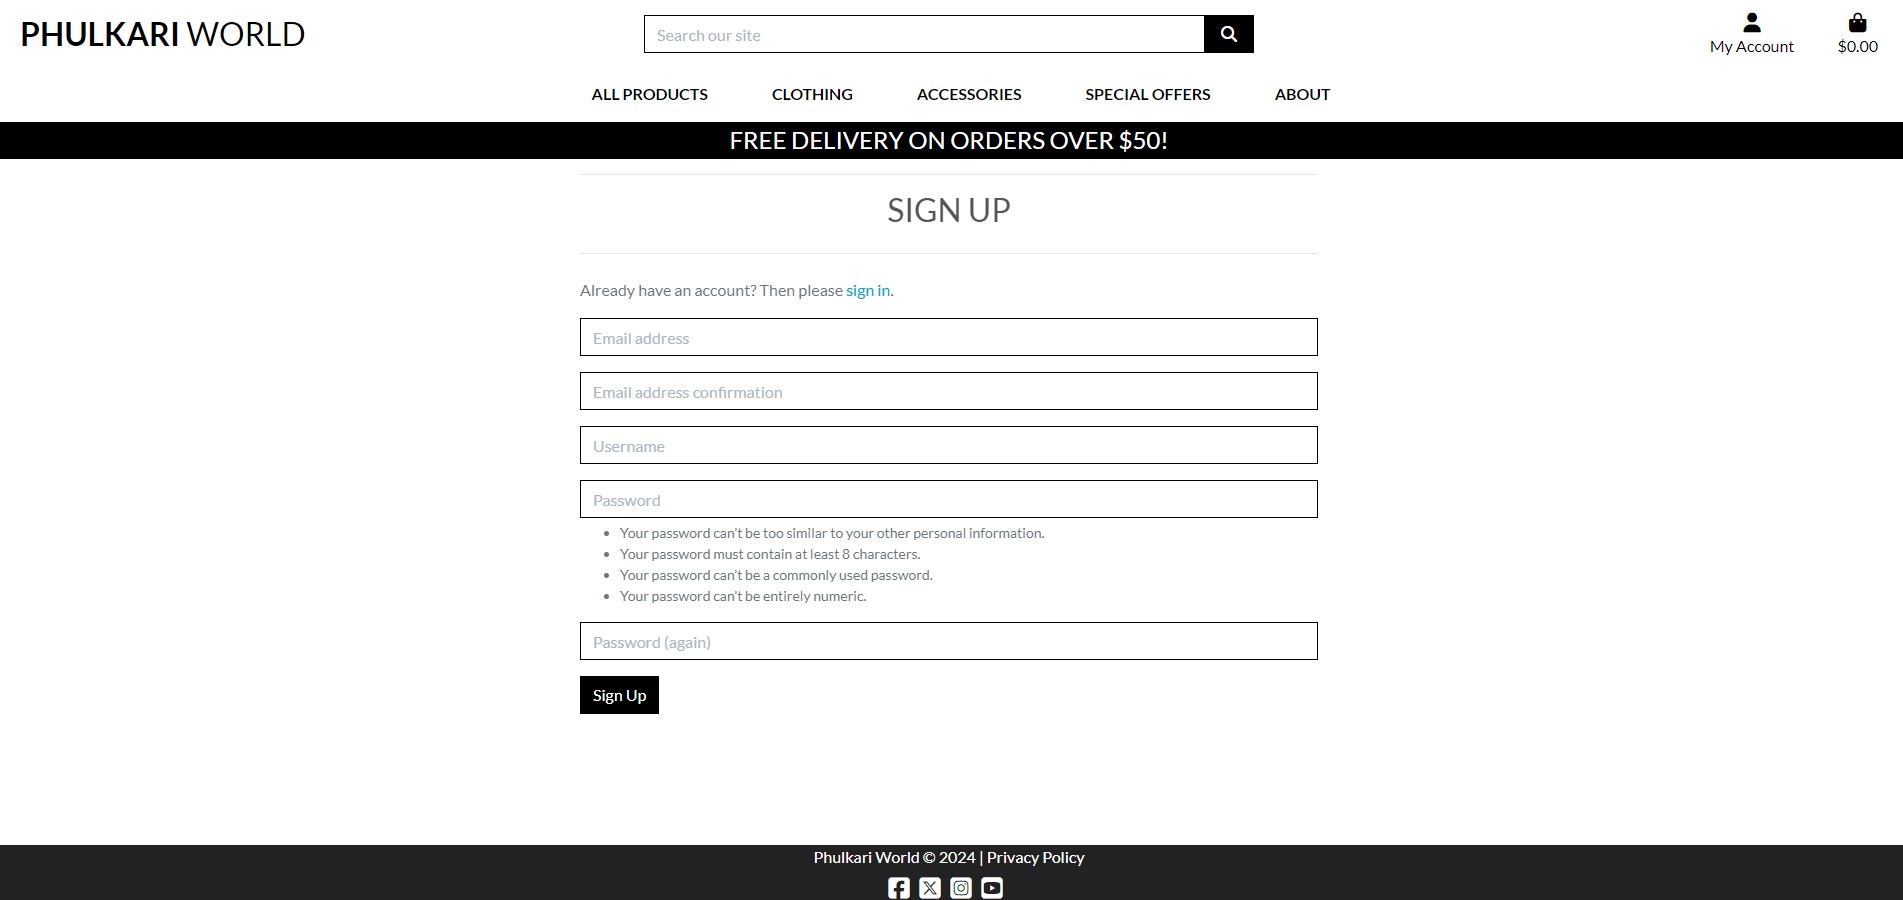 PHULKARI WORLD
Search our site
My Account
$0.00
ALL PRODUCTS
CLOTHING
ACCESSORIES
SPECIAL OFFERS
ABOUT
FREE DELIVERY ON ORDERS OVER $50!
SIGN UP
Already have an account? Then please sign in.
Email address
Email address confirmation
Username
Password
Your password can’t be too similar to your other personal information.
Your password must contain at least 8 characters.
Your password can’t be a commonly used password.
Your password can’t be entirely numeric.
Password (again)
Sign Up
Phulkari World © 2024 | Privacy Policy